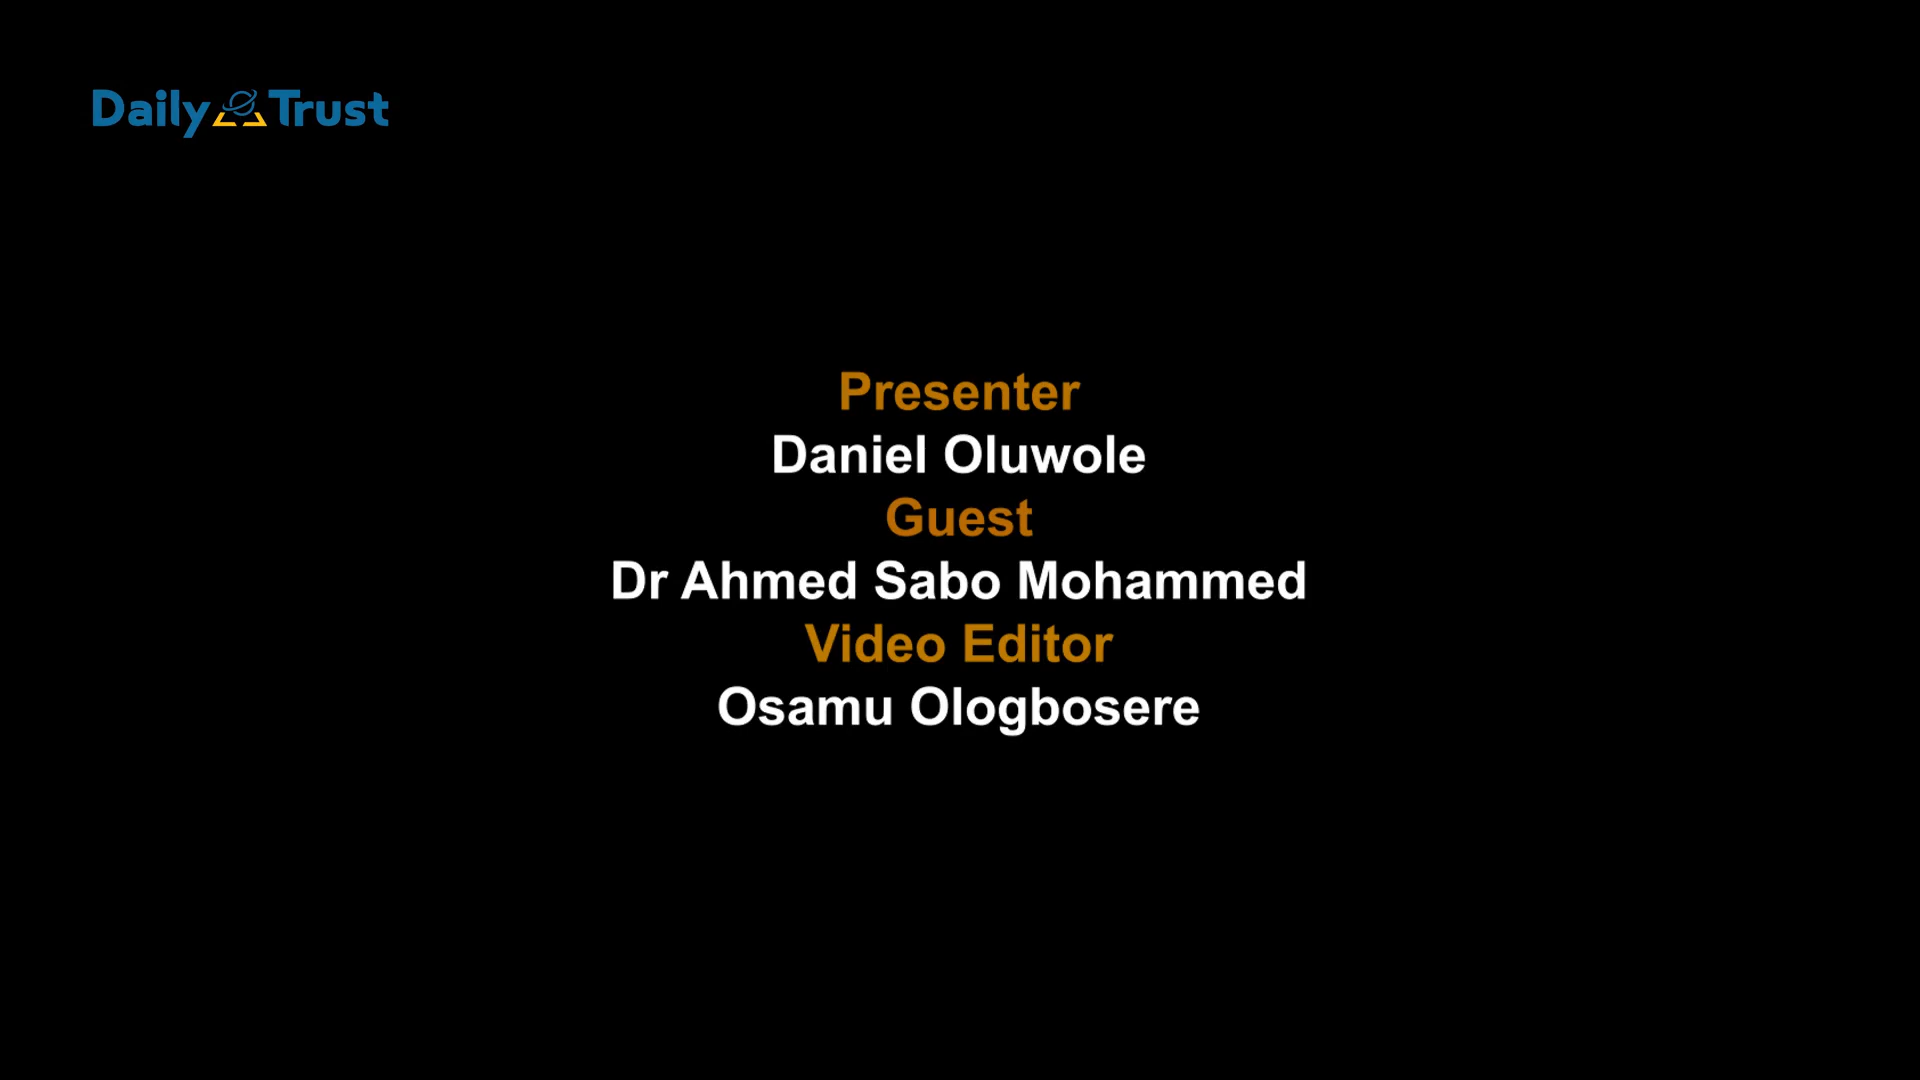 Daily Trust
Presenter
Daniel Oluwole
Guest
Dr Ahmed Sabo Mohammed
Video Editor
Osamu Ologbosere